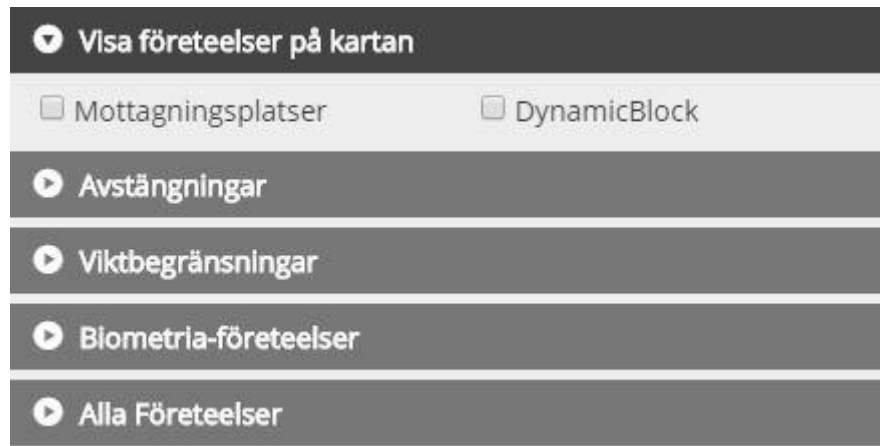 Visa företeelser på kartan
Mottagningsplatser DynamicBlock
Avstängningar
Viktbegränsningar
Biometria-företeelser
Alla Företeelser